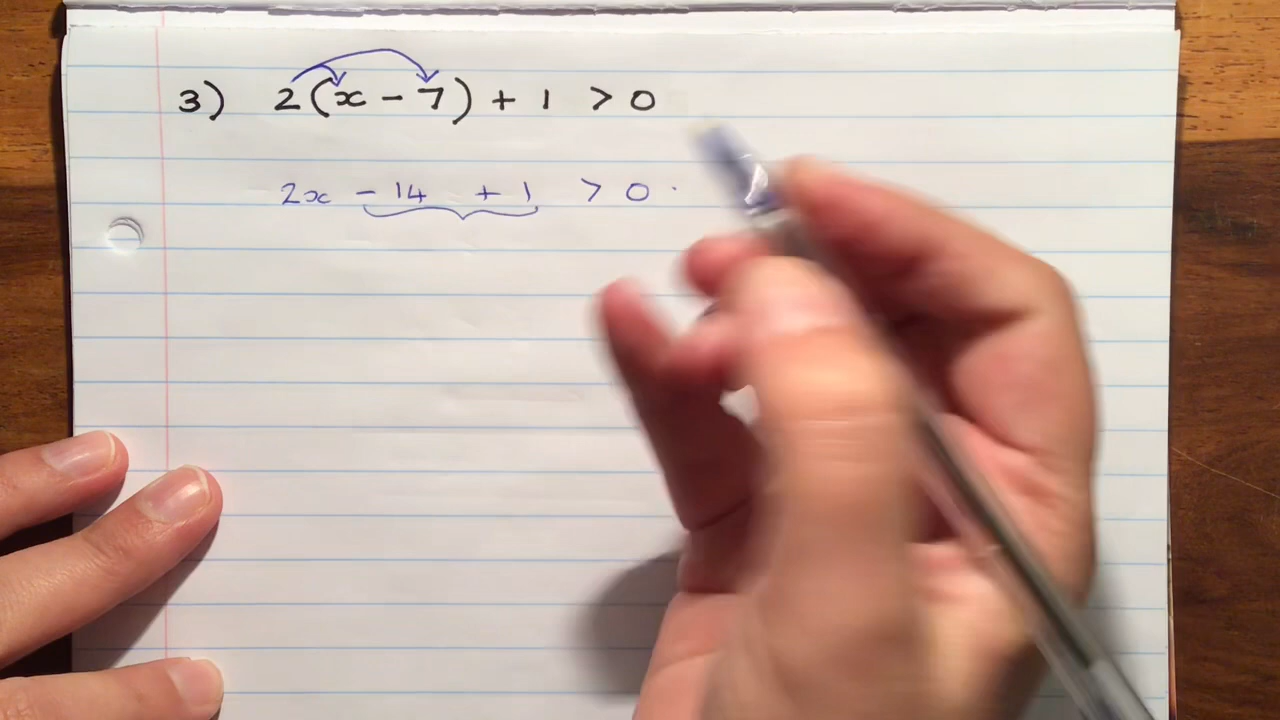 3) 2(x - 7) + 1 > 0
2x - 14 + 1 > 0